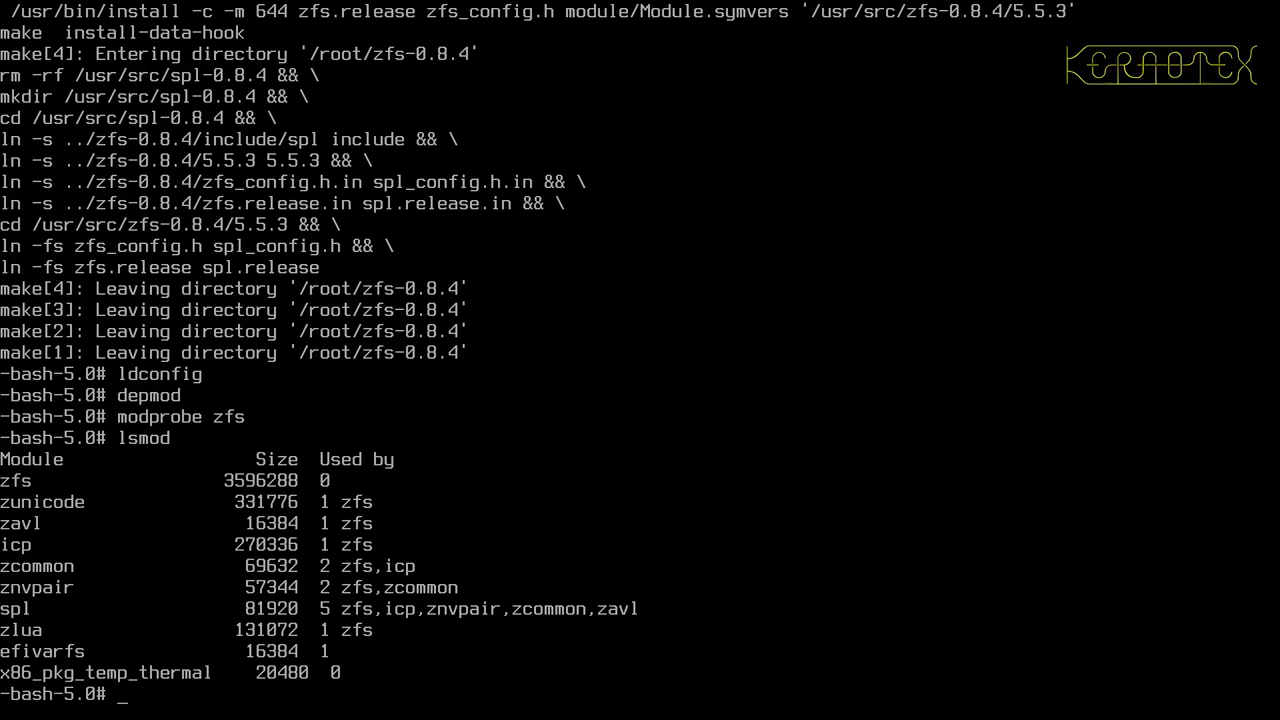 /usr/bin/install -c -m 644 zfs.release zfs_config.h module/Module.symvers '/usr/src/zfs-0.8.4/5.5.3'
make  install-data-hook
make[4]: Entering directory '/root/zfs-0.8.4'
rm -rf /usr/src/spl-0.8.4 && \
mkdir /usr/src/spl-0.8.4 && \
cd /usr/src/spl-0.8.4 && \
ln -s ../zfs-0.8.4/include/spl include && \
ln -s ../zfs-0.8.4/5.5.3 5.5.3 && \
ln -s ../zfs-0.8.4/zfs_config.h.in spl_config.h.in && \
ln -s ../zfs-0.8.4/zfs.release.in spl.release.in && \
cd /usr/src/zfs-0.8.4/5.5.3 && \
ln -fs zfs_config.h spl_config.h && \
ln -fs zfs.release spl.release
make[4]: Leaving directory '/root/zfs-0.8.4'
make[3]: Leaving directory '/root/zfs-0.8.4'
make[2]: Leaving directory '/root/zfs-0.8.4'
make[1]: Leaving directory '/root/zfs-0.8.4'
-bash-5.0# ldconfig
-bash-5.0# depmod
-bash-5.0# modprobe zfs
-bash-5.0# lsmod
Module                  Size  Used by
zfs                  3596288  0
zunicode              331776  1 zfs
zavl                   16384  1 zfs
icp                   270336  1 zfs
zcommon                69632  2 zfs,icp
znvpair                57344  2 zfs,zcommon
spl                    81920  5 zfs,icp,znvpair,zcommon,zavl
zlua                  131072  1 zfs
efivarfs               16384  1
x86_pkg_temp_thermal    20480  0
-bash-5.0# _